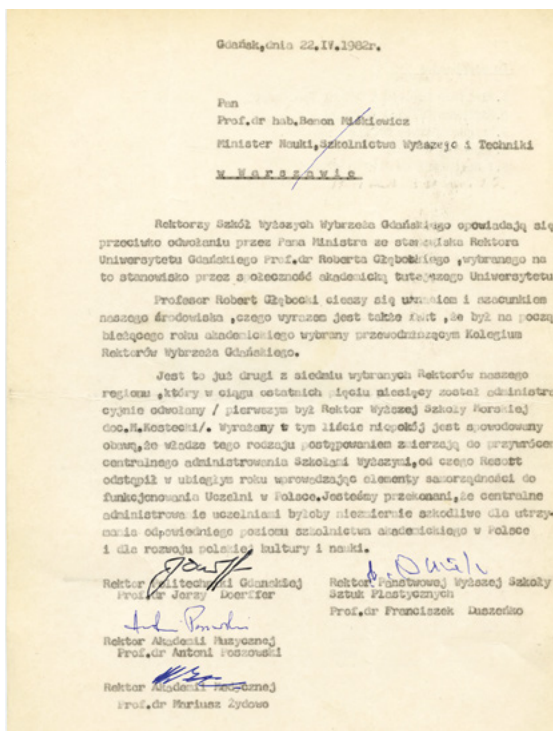 Gdańsk,dnia 22.IV.1982r.
Pan
Prof.dr hab.Benon Miśkiewicz
Minister Nauki,Szkolnictwa Wyższego i Techniki
w Warszawie
Rektorzy Szkół Wyższych Wybrzeża Gdańskiego opowiadają się
przeciwko odwołaniu przez Pana Ministra ze stanowiska Rektora
Uniwersytetu Gdańskiego Prof.dr Roberta Głębockiego ,wybranego na
to stanowisko przez społeczność akademicką tutejszego Uniwersytetu
Profesor Robert Głębocki cieszy się uznaniem i szacunkiem
naszego środowiska ,czego wyrazem jest także fakt ,że był na począ
bieżącego roku akademickiego wybrany przewodniczącym Kolegium
Rektorów Wybrzeża Gdańskiego.
Jest to już drugi z siedmiu wybranych Rektorów naszego
regionu ,który w ciągu ostatnich pięciu miesięcy został administra
cyjnie odwołany / pierwszym był Rektor Wyższej Szkoły Morskiej
doc.M.Kostecki/. Wyrażany w tym liście niepokój jest spowodowany
obawą,że władze tego rodzaju postępowaniem zmierzają do przywróce
centralnego administrowania Szkołami Wyższymi,od czego Resort
odstąpił w ubiegłym roku wprowadzając elementy samorządności do
funkcjonowania Uczelni w Polsce.Jesteśmy przekonani,że centralne
administrowanie uczelniami byłoby niezmiernie szkodliwe dla utrzy
mania odpowiedniego poziomu szkolnictwa akademickiego w Polsce
i dla rozwoju polskiej kultury i nauki.
Rektor Politechniki Gdańskiej
Prof.dr Jerzy Doerffer
Rektor Państwowej Wyższej Szkoły
Sztuk Plastycznych
Prof.dr Franciszek Duszeńko
Antoni Poszowski
Rektor Akademii Muzycznej
Prof.dr Antoni Poszowski
Rektor Akademii Medycznej
Prof.dr Mariusz Żydowo